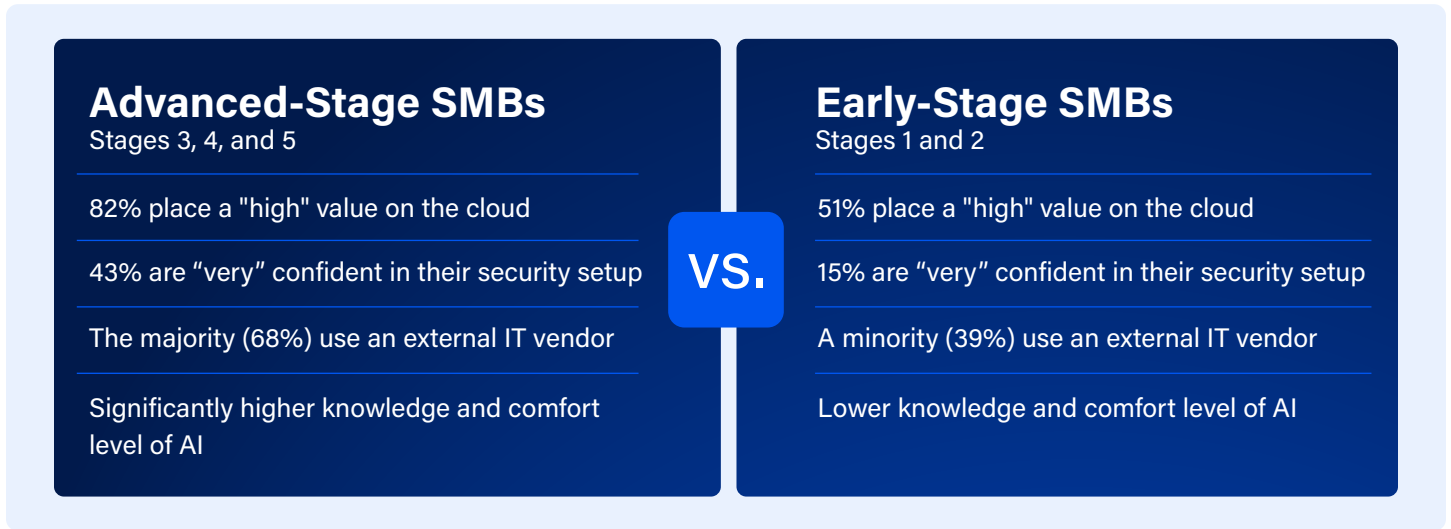 Advanced-Stage SMBs
Stages 3, 4, and 5
82% place a "high" value on the cloud
43% are “very” confident in their security setup
The majority (68%) use an external IT vendor
Significantly higher knowledge and comfort
level of AI
vs.
Early-Stage SMBs
Stages 1 and 2
51% place a "high" value on the cloud
15% are “very” confident in their security setup
A minority (39%) use an external IT vendor
Lower knowledge and comfort level of AI